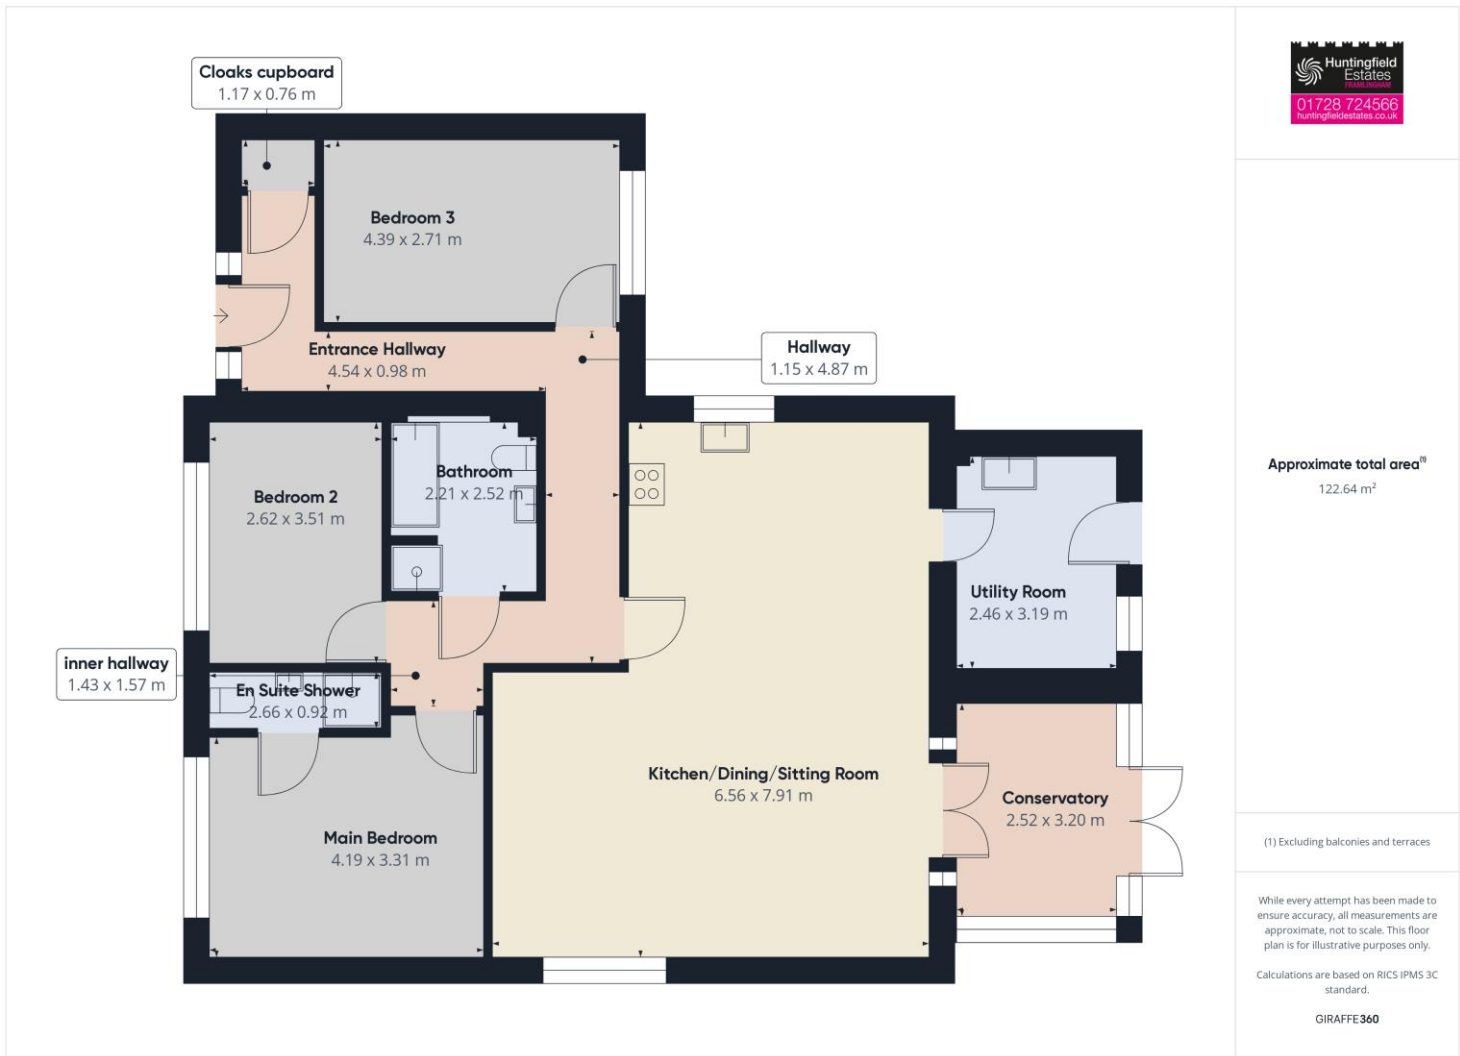 Cloaks cupboard
1.17 x 0.76 m
Bedroom 3
4.39 x 2.71 m
Entrance Hallway
4.54 x 0.98 m
Hallway
1.15 x 4.87 m
Bathroom
2.21 x 2.52 m
Bedroom 2
2.62 x 3.51 m
Utility Room
2.46 x 3.19 m
inner hallway
1.43 x 1.57 m
En Suite Shower
2.66 x 0.92 m
Kitchen/Dining/Sitting Room
6.56 x 7.91 m
Conservatory
2.52 x 3.20 m
Main Bedroom
4.19 x 3.31 m
Huntingfield
Estates
FRAMLINGHAM
01728 724566
huntingfieldestates.co.uk
Approximate total area⁽¹⁾
122.64 m²
(1) Excluding balconies and terraces
While every attempt has been made to
ensure accuracy, all measurements are
approximate, not to scale. This floor
plan is for illustrative purposes only.
Calculations are based on RICS IPMS 3C
standard.
GIRAFFE360